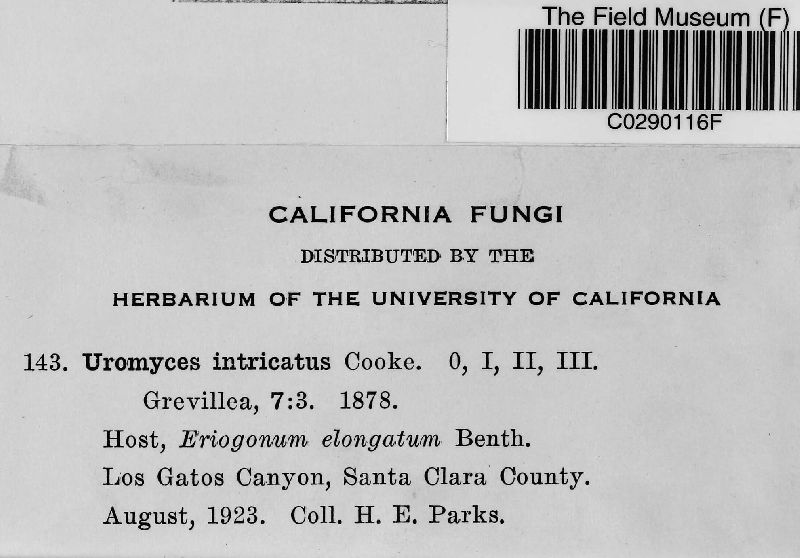 The Field Museum (F)
C0290116F
CALIFORNIA FUNGI
DISTRIBUTED BY THE
HERBARIUM OF THE UNIVERSITY OF CALIFORNIA
143. Uromyces intricatus Cooke. 0, I, II, III.
Grevillea, 7:3. 1878.
Host, Eriogonum elongatum Benth.
Los Gatos Canyon, Santa Clara County.
August, 1923. Coll. H. E. Parks.